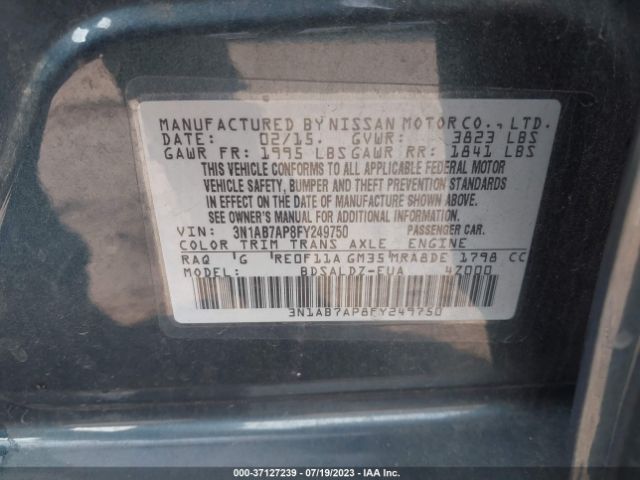 MANUFACTURED BY NISSAN MOTOR CO., LTD.
DATE: 02/15. GVWR: 3823 LBS
GAWR FR: 1995 LBS GAWR RR: 1841 LBS
THIS VEHICLE CONFORMS TO ALL APPLICABLE FEDERAL MOTOR
VEHICLE SAFETY, BUMPER AND THEFT PREVENTION STANDARDS
IN EFFECT ON THE DATE OF MANUFACTURE SHOWN ABOVE.
SEE OWNER'S MANUAL FOR ADDITIONAL INFORMATION.
VIN: 3N1AB7AP8FY249750 PASSENGER CAR.
COLOR TRIM TRANS AXLE ENGINE
RAQ G RE0F11A GM35 MRA8DE 1798 CC
MODEL: BDSALDZ-EUA 4Z000
3N1AB7AP8FY249750
000-37127239 - 07/19/2023 - IAA Inc.